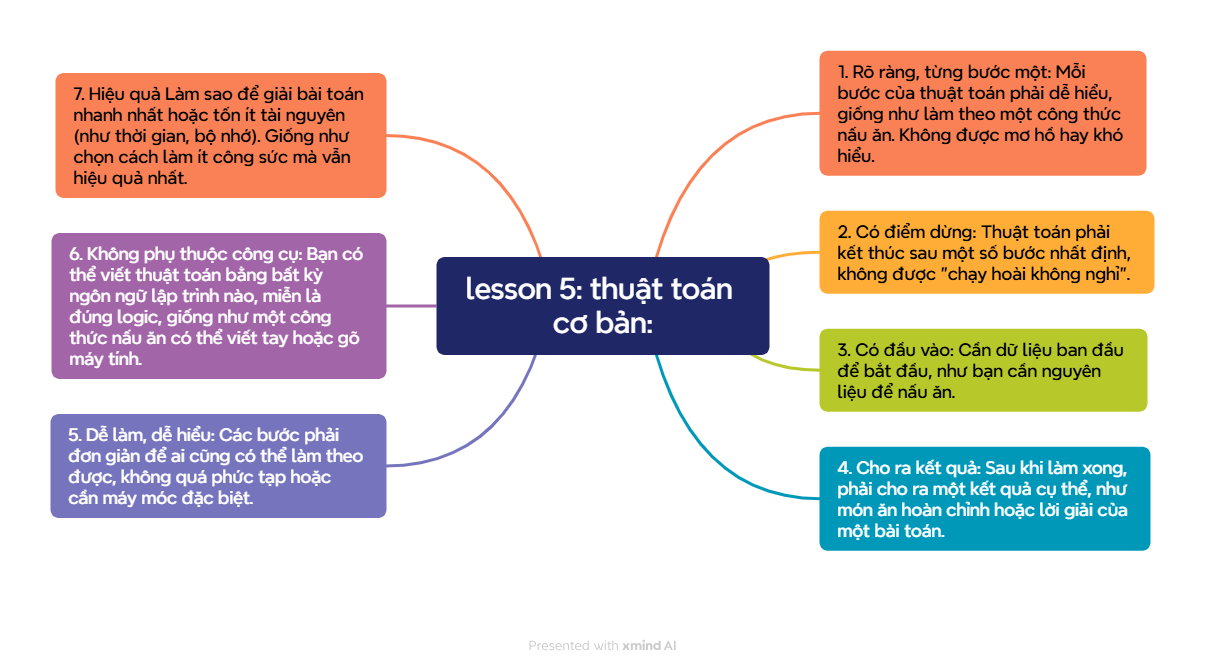 lesson 5: thuật toán
cơ bản:
1. Rõ ràng, từng bước một: Mỗi
bước của thuật toán phải dễ hiểu,
giống như làm theo một công thức
nấu ăn. Không được mơ hồ hay khó
hiểu.
2. Có điểm dừng: Thuật toán phải
kết thúc sau một số bước nhất định,
không được "chạy hoài không nghỉ".
3. Có đầu vào: Cần dữ liệu ban đầu
để bắt đầu, như bạn cần nguyên
liệu để nấu ăn.
4. Cho ra kết quả: Sau khi làm xong,
phải cho ra một kết quả cụ thể, như
món ăn hoàn chỉnh hoặc lời giải của
một bài toán.
5. Dễ làm, dễ hiểu: Các bước phải
đơn giản để ai cũng có thể làm theo
được, không quá phức tạp hoặc
cần máy móc đặc biệt.
6. Không phụ thuộc công cụ: Bạn có
thể viết thuật toán bằng bất kỳ
ngôn ngữ lập trình nào, miễn là
đúng logic, giống như một công
thức nấu ăn có thể viết tay hoặc gõ
máy tính.
7. Hiệu quả Làm sao để giải bài toán
nhanh nhất hoặc tốn ít tài nguyên
(như thời gian, bộ nhớ). Giống như
chọn cách làm ít công sức mà vẫn
hiệu quả nhất.
Presented with xmind AI